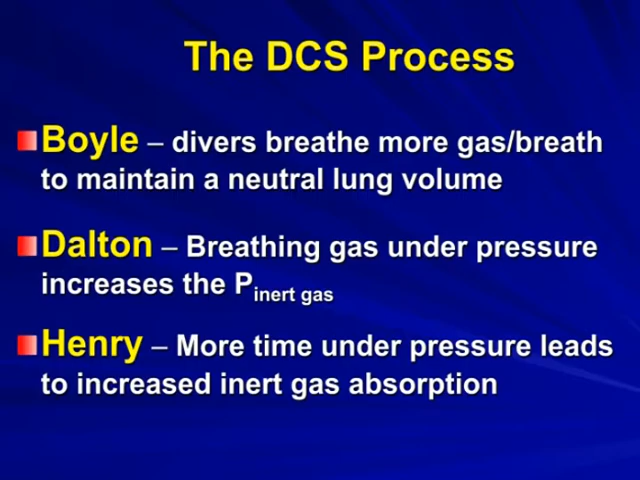 The DCS Process
Boyle – divers breathe more gas/breath
to maintain a neutral lung volume
Dalton – Breathing gas under pressure
increases the Pinert gas
Henry – More time under pressure leads
to increased inert gas absorption